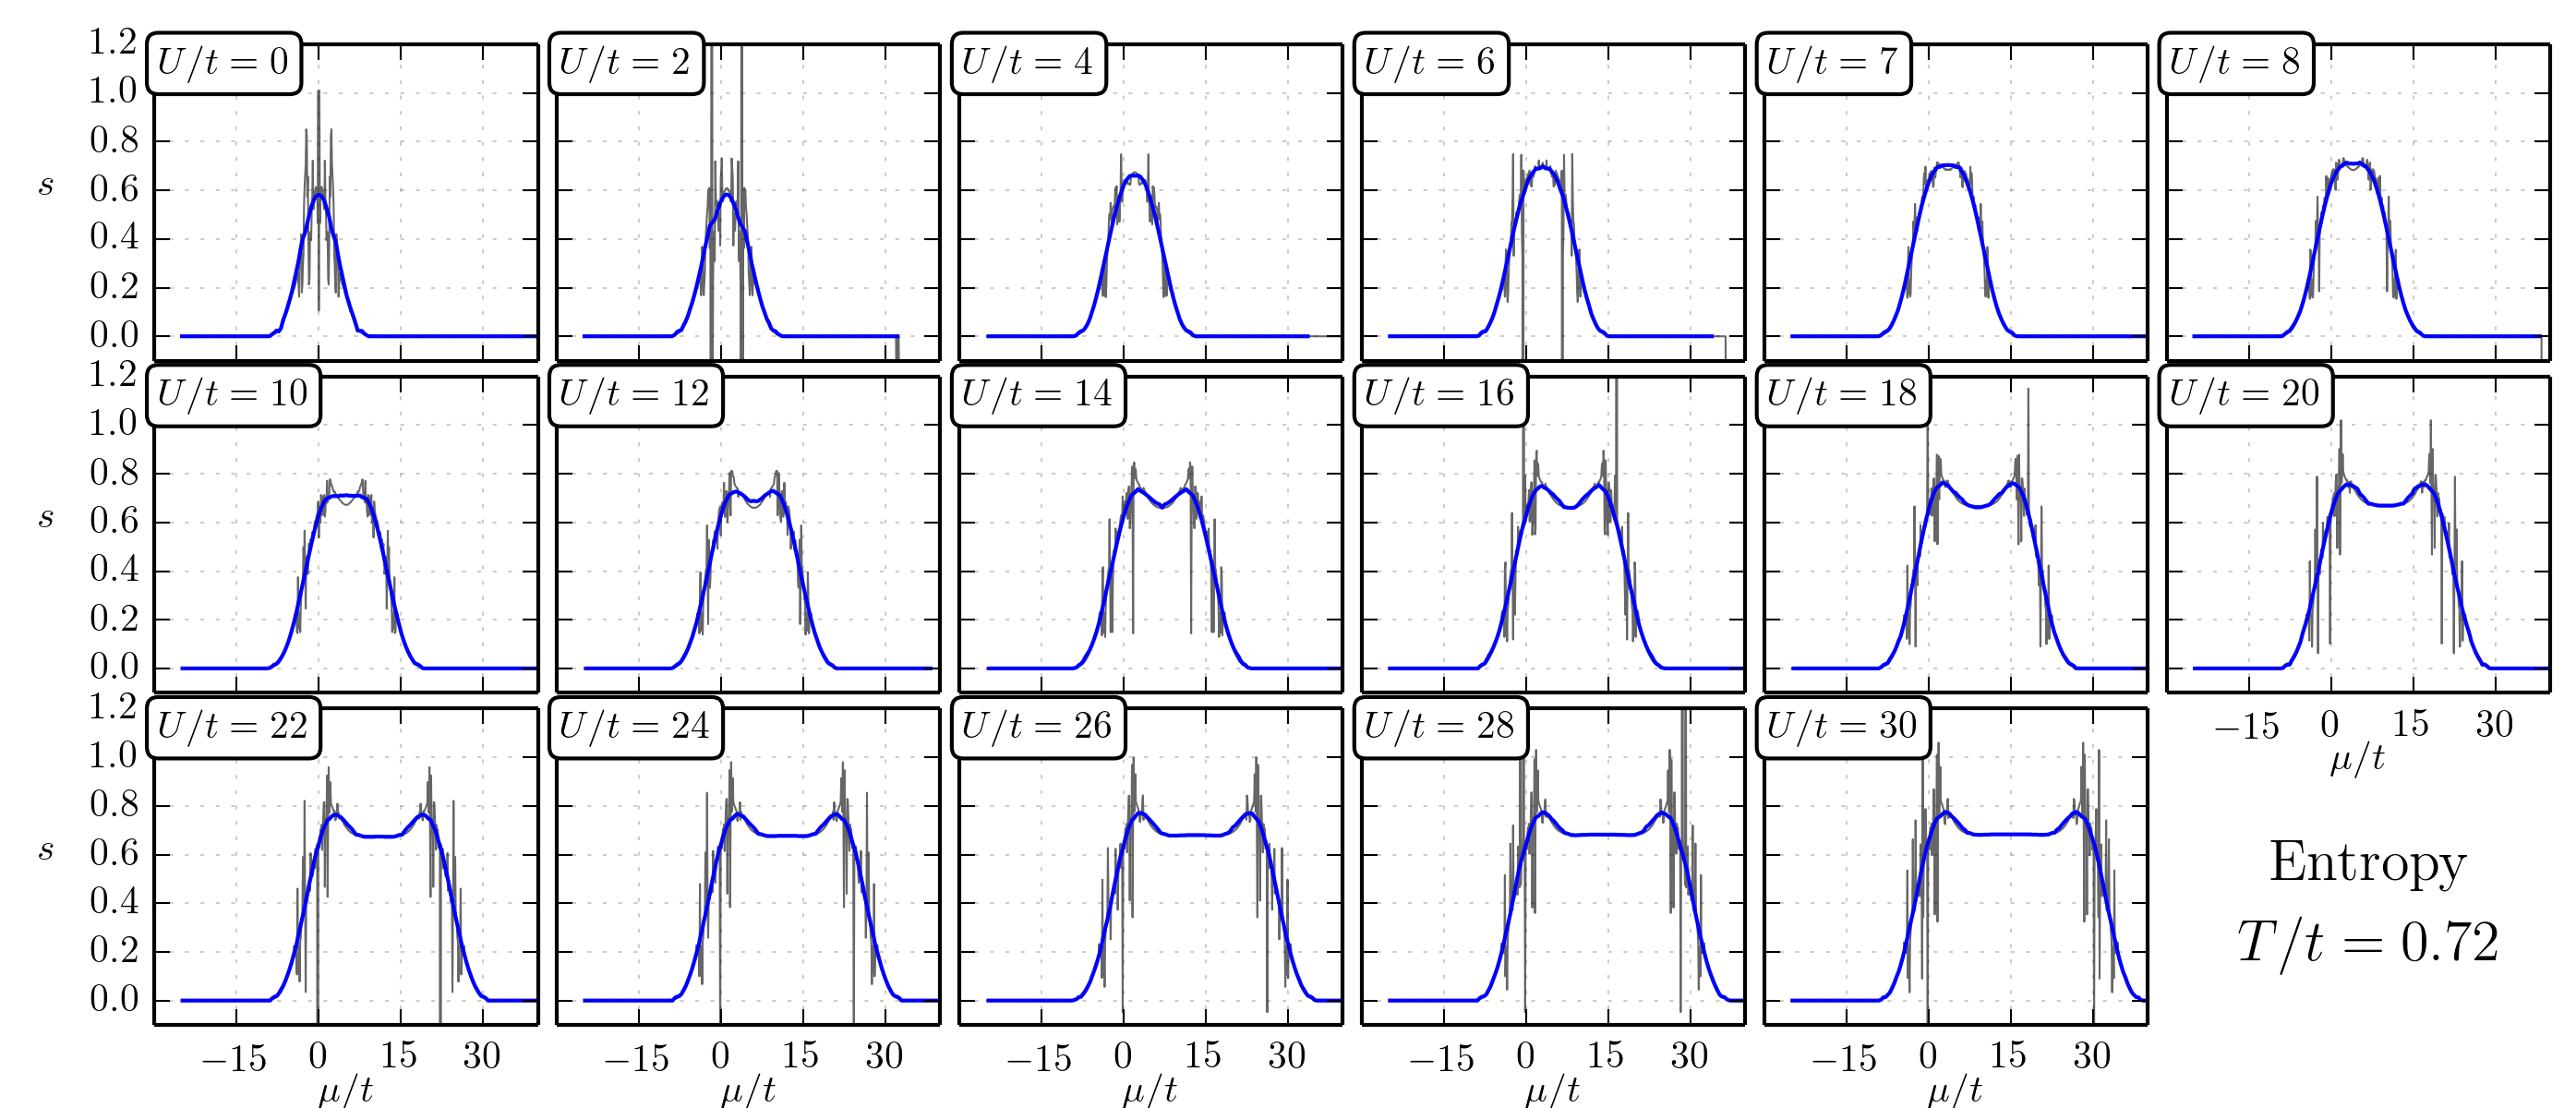 U/t = 0
U/t = 2
U/t = 4
U/t = 6
U/t = 7
U/t = 8
1.2
1.0
0.8
0.6
0.4
0.2
0.0
s
U/t = 10
U/t = 12
U/t = 14
U/t = 16
U/t = 18
U/t = 20
1.2
1.0
0.8
0.6
0.4
0.2
0.0
s
−15 0 15 30
μ/t
U/t = 22
U/t = 24
U/t = 26
U/t = 28
U/t = 30
1.2
1.0
0.8
0.6
0.4
0.2
0.0
s
Entropy
T/t = 0.72
−15 0 15 30
μ/t
−15 0 15 30
μ/t
−15 0 15 30
μ/t
−15 0 15 30
μ/t
−15 0 15 30
μ/t